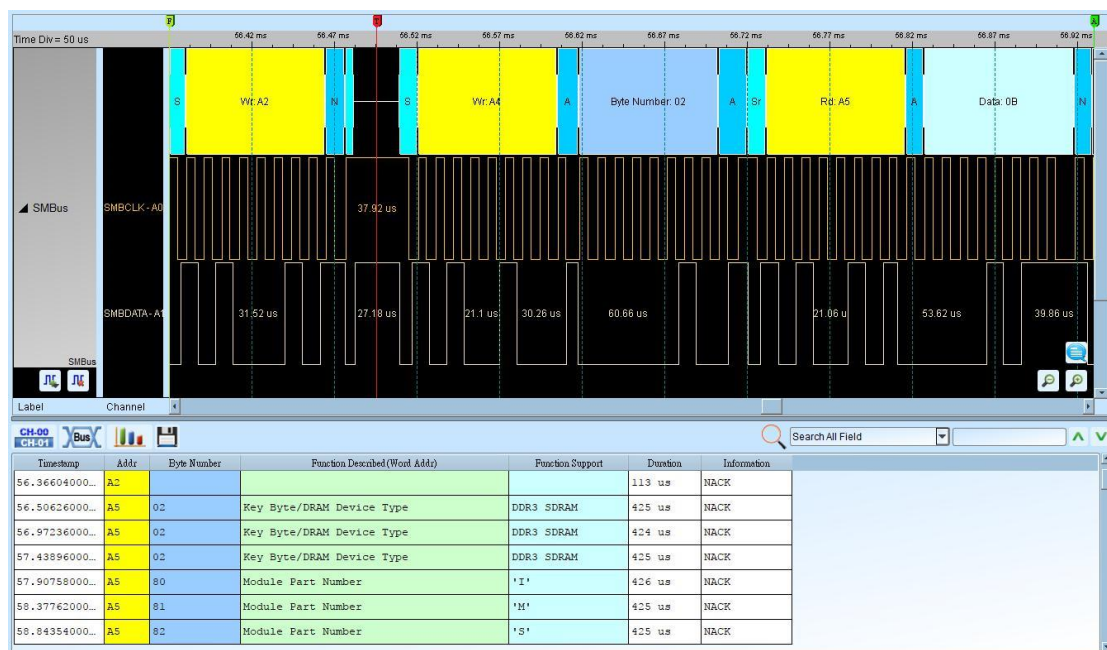 F T A
Time Div = 50 us 56.42 ms 56.47 ms 56.52 ms 56.57 ms 56.62 ms 56.67 ms 56.72 ms 56.77 ms 56.82 ms 56.87 ms 56.92 ms
S Wr: A2 N S Wr: A4 A Byte Number: 02 A Sr Rd: A5 A Data: 0B N
SMBus SMBCLK - A0 37.92 us
SMBDATA - A1 31.52 us 27.18 us 21.1 us 30.26 us 60.66 us 21.06 u 53.62 us 39.86 us
SMBus
Label Channel
CH-00
CH-01 Bus Search All Field
Timestamp Addr Byte Number Function Described(Word Addr) Function Support Duration Information
56.36604000... A2 113 us NACK
56.50626000... A5 02 Key Byte/DRAM Device Type DDR3 SDRAM 425 us NACK
56.97236000... A5 02 Key Byte/DRAM Device Type DDR3 SDRAM 424 us NACK
57.43896000... A5 02 Key Byte/DRAM Device Type DDR3 SDRAM 425 us NACK
57.90758000... A5 80 Module Part Number 'I' 426 us NACK
58.37762000... A5 81 Module Part Number 'M' 425 us NACK
58.84354000... A5 82 Module Part Number 'S' 425 us NACK